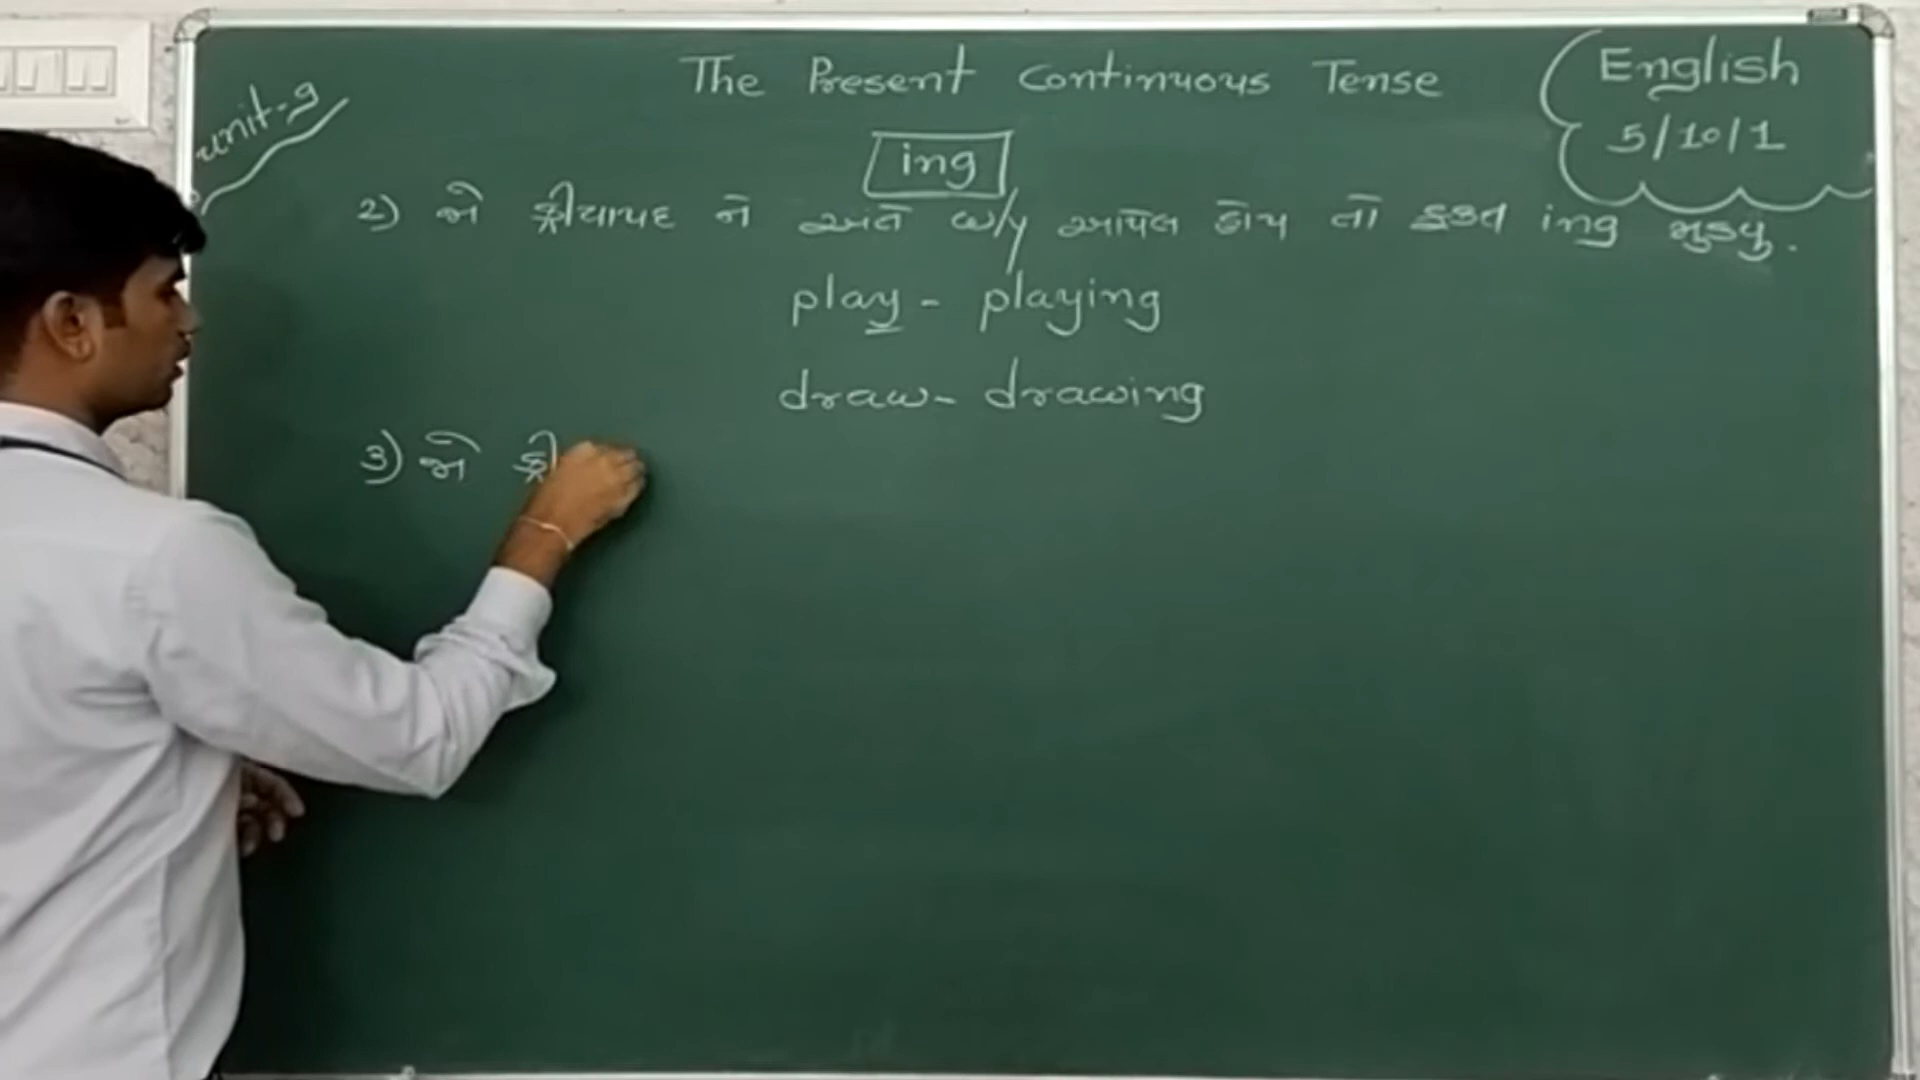 The Present Continuous Tense
English
5/10/1
unit-9
ing
2) જો ક્રીયાપદ ને અંતે w/y આપેલ હોય તો ફક્ત ing મુકવુ.
play - playing
draw - drawing
૩) જો ક્રી